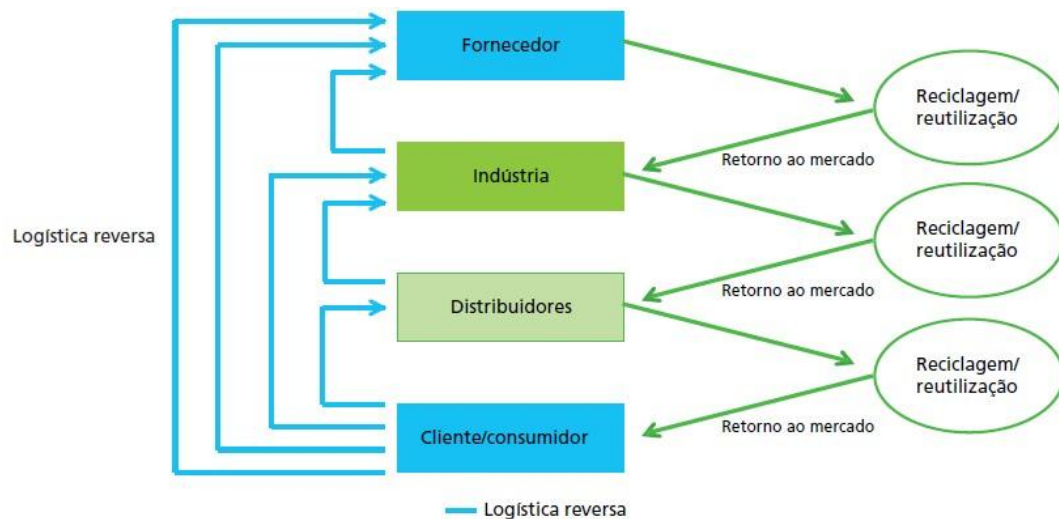 Fornecedor
Reciclagem/
reutilização
Retorno ao mercado
Indústria
Reciclagem/
reutilização
Logística reversa
Retorno ao mercado
Distribuidores
Reciclagem/
reutilização
Retorno ao mercado
Cliente/consumidor
Logística reversa